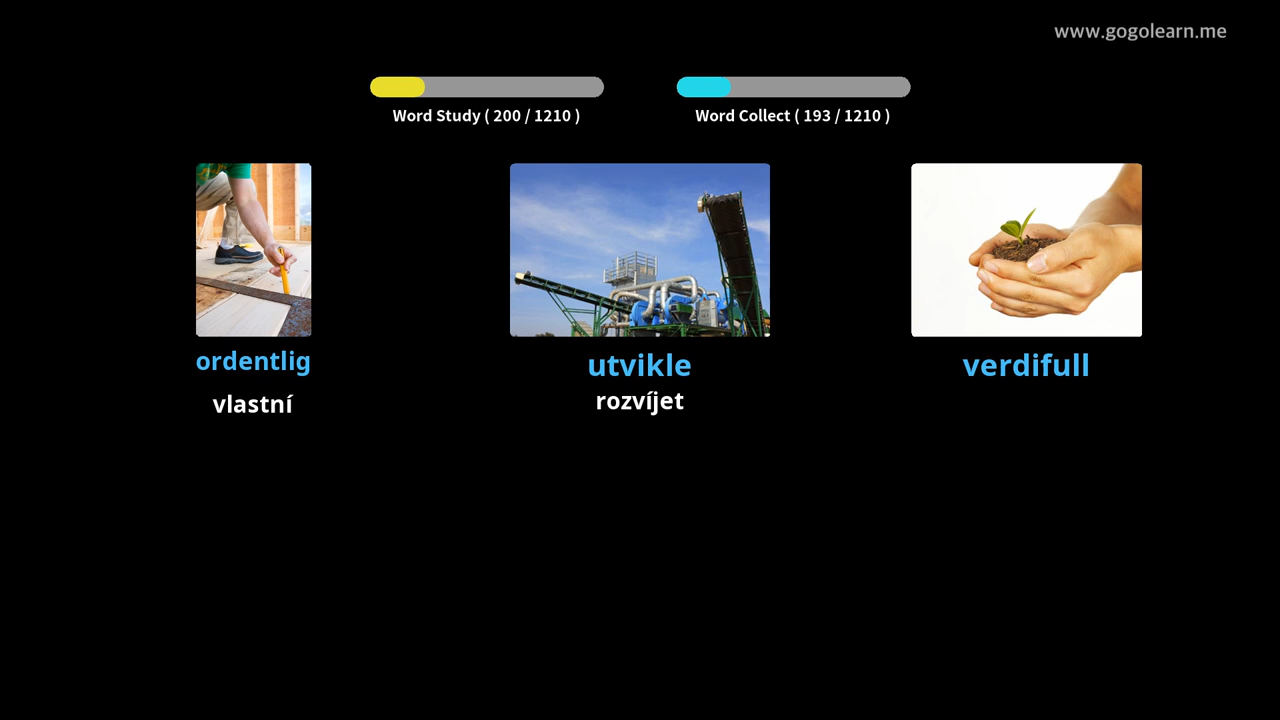 www.gogolearn.me
Word Study ( 200 / 1210 )
Word Collect ( 193 / 1210 )
ordentlig
vlastní
utvikle
rozvíjet
verdifull